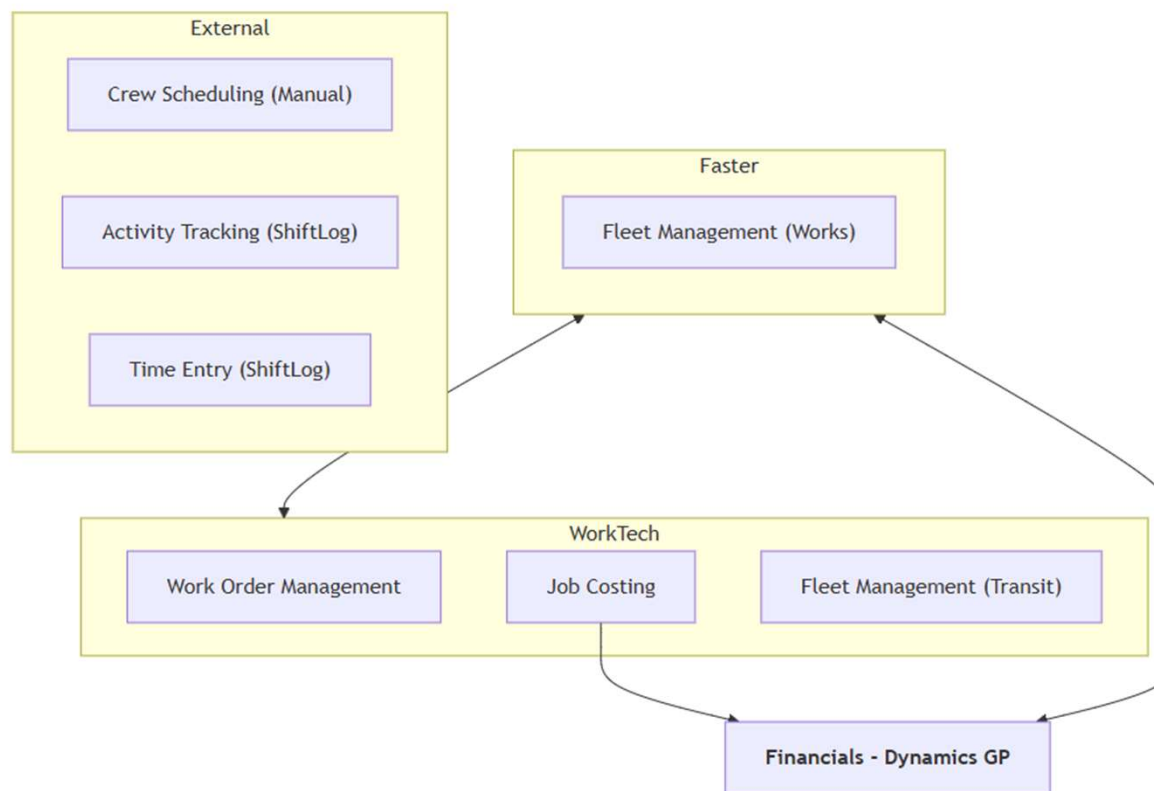 External
Crew Scheduling (Manual)
Activity Tracking (ShiftLog)
Time Entry (ShiftLog)
Faster
Fleet Management (Works)
WorkTech
Work Order Management
Job Costing
Fleet Management (Transit)
Financials - Dynamics GP